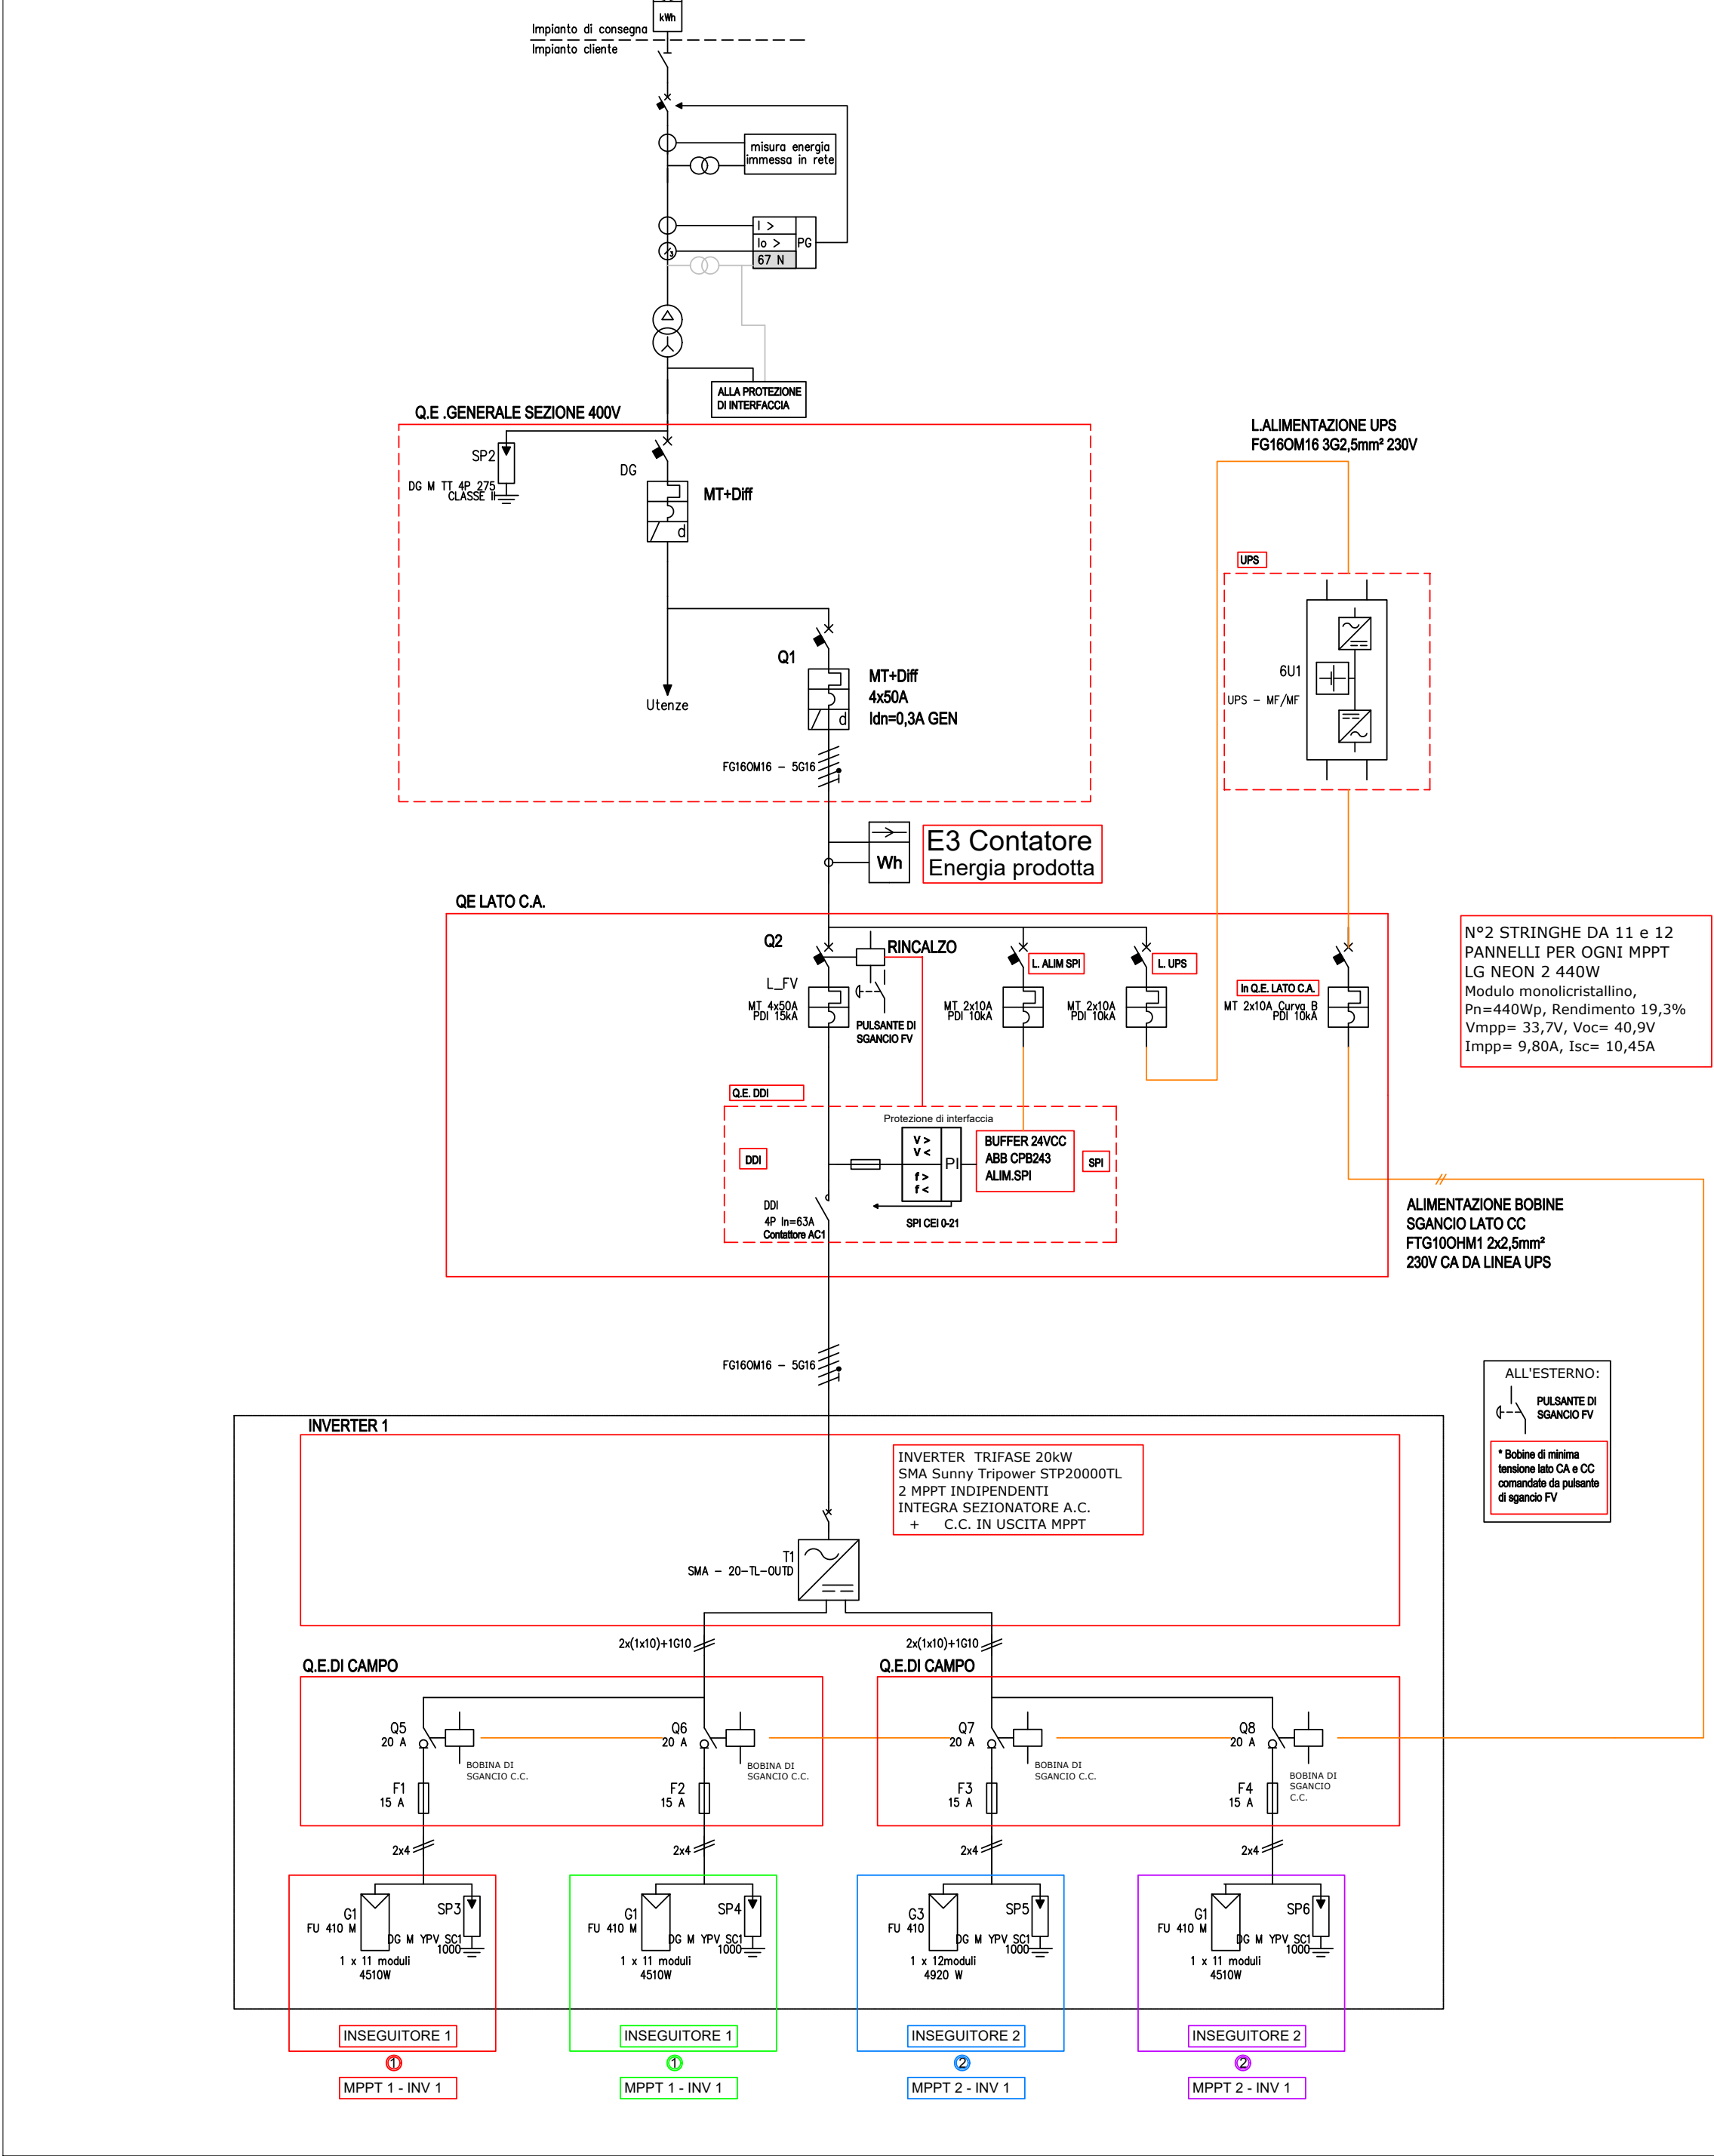 kWh
Impianto di consegna
Impianto cliente
misura energia
immessa in rete
I >
Io >
PG
67 N
3
ALLA PROTEZIONE
DI INTERFACCIA
Q.E .GENERALE SEZIONE 400V
SP2
DG M TT 4P 275
CLASSE II
DG
MT+Diff
d
Utenze
Q1
MT+Diff
4x50A
Idn=0,3A GEN
d
FG16OM16 - 5G16
L.ALIMENTAZIONE UPS
FG16OM16 3G2,5mm² 230V
UPS
6U1
UPS - MF/MF
Wh
E3 Contatore
Energia prodotta
QE LATO C.A.
Q2
RINCALZO
L_FV
MT 4x50A
PDI 15kA
PULSANTE DI
SGANCIO FV
L. ALIM SPI
MT 2x10A
PDI 10kA
L. UPS
MT 2x10A
PDI 10kA
In Q.E. LATO C.A.
MT 2x10A Curva B
PDI 10kA
N°2 STRINGHE DA 11 e 12
PANNELLI PER OGNI MPPT
LG NEON 2 440W
Modulo monolicristallino,
Pn=440Wp, Rendimento 19,3%
Vmpp= 33,7V, Voc= 40,9V
Impp= 9,80A, Isc= 10,45A
Q.E. DDI
Protezione di interfaccia
DDI
V >
V <
f >
f <
PI
BUFFER 24VCC
ABB CPB243
ALIM.SPI
SPI
DDI
4P In=63A
Contattore AC1
SPI CEI 0-21
ALIMENTAZIONE BOBINE
SGANCIO LATO CC
FTG10OHM1 2x2,5mm²
230V CA DA LINEA UPS
FG16OM16 - 5G16
ALL'ESTERNO:
PULSANTE DI
SGANCIO FV
* Bobine di minima
tensione lato CA e CC
comandate da pulsante
di sgancio FV
INVERTER 1
INVERTER TRIFASE 20kW
SMA Sunny Tripower STP20000TL
2 MPPT INDIPENDENTI
INTEGRA SEZIONATORE A.C.
+ C.C. IN USCITA MPPT
T1
SMA - 20-TL-OUTD
2x(1x10)+1G10
2x(1x10)+1G10
Q.E.DI CAMPO
Q.E.DI CAMPO
Q5
20 A
BOBINA DI
SGANCIO C.C.
Q6
20 A
BOBINA DI
SGANCIO C.C.
Q7
20 A
BOBINA DI
SGANCIO C.C.
Q8
20 A
BOBINA DI
SGANCIO
C.C.
F1
15 A
F2
15 A
F3
15 A
F4
15 A
2x4
2x4
2x4
2x4
G1
FU 410 M
SP3
DG M YPV SC1
1000
1 x 11 moduli
4510W
G1
FU 410 M
SP4
DG M YPV SC1
1000
1 x 11 moduli
4510W
G3
FU 410
SP5
DG M YPV SC1
1000
1 x 12moduli
4920 W
G1
FU 410 M
SP6
DG M YPV SC1
1000
1 x 11 moduli
4510W
INSEGUITORE 1
INSEGUITORE 1
INSEGUITORE 2
INSEGUITORE 2
1
1
2
2
MPPT 1 - INV 1
MPPT 1 - INV 1
MPPT 2 - INV 1
MPPT 2 - INV 1